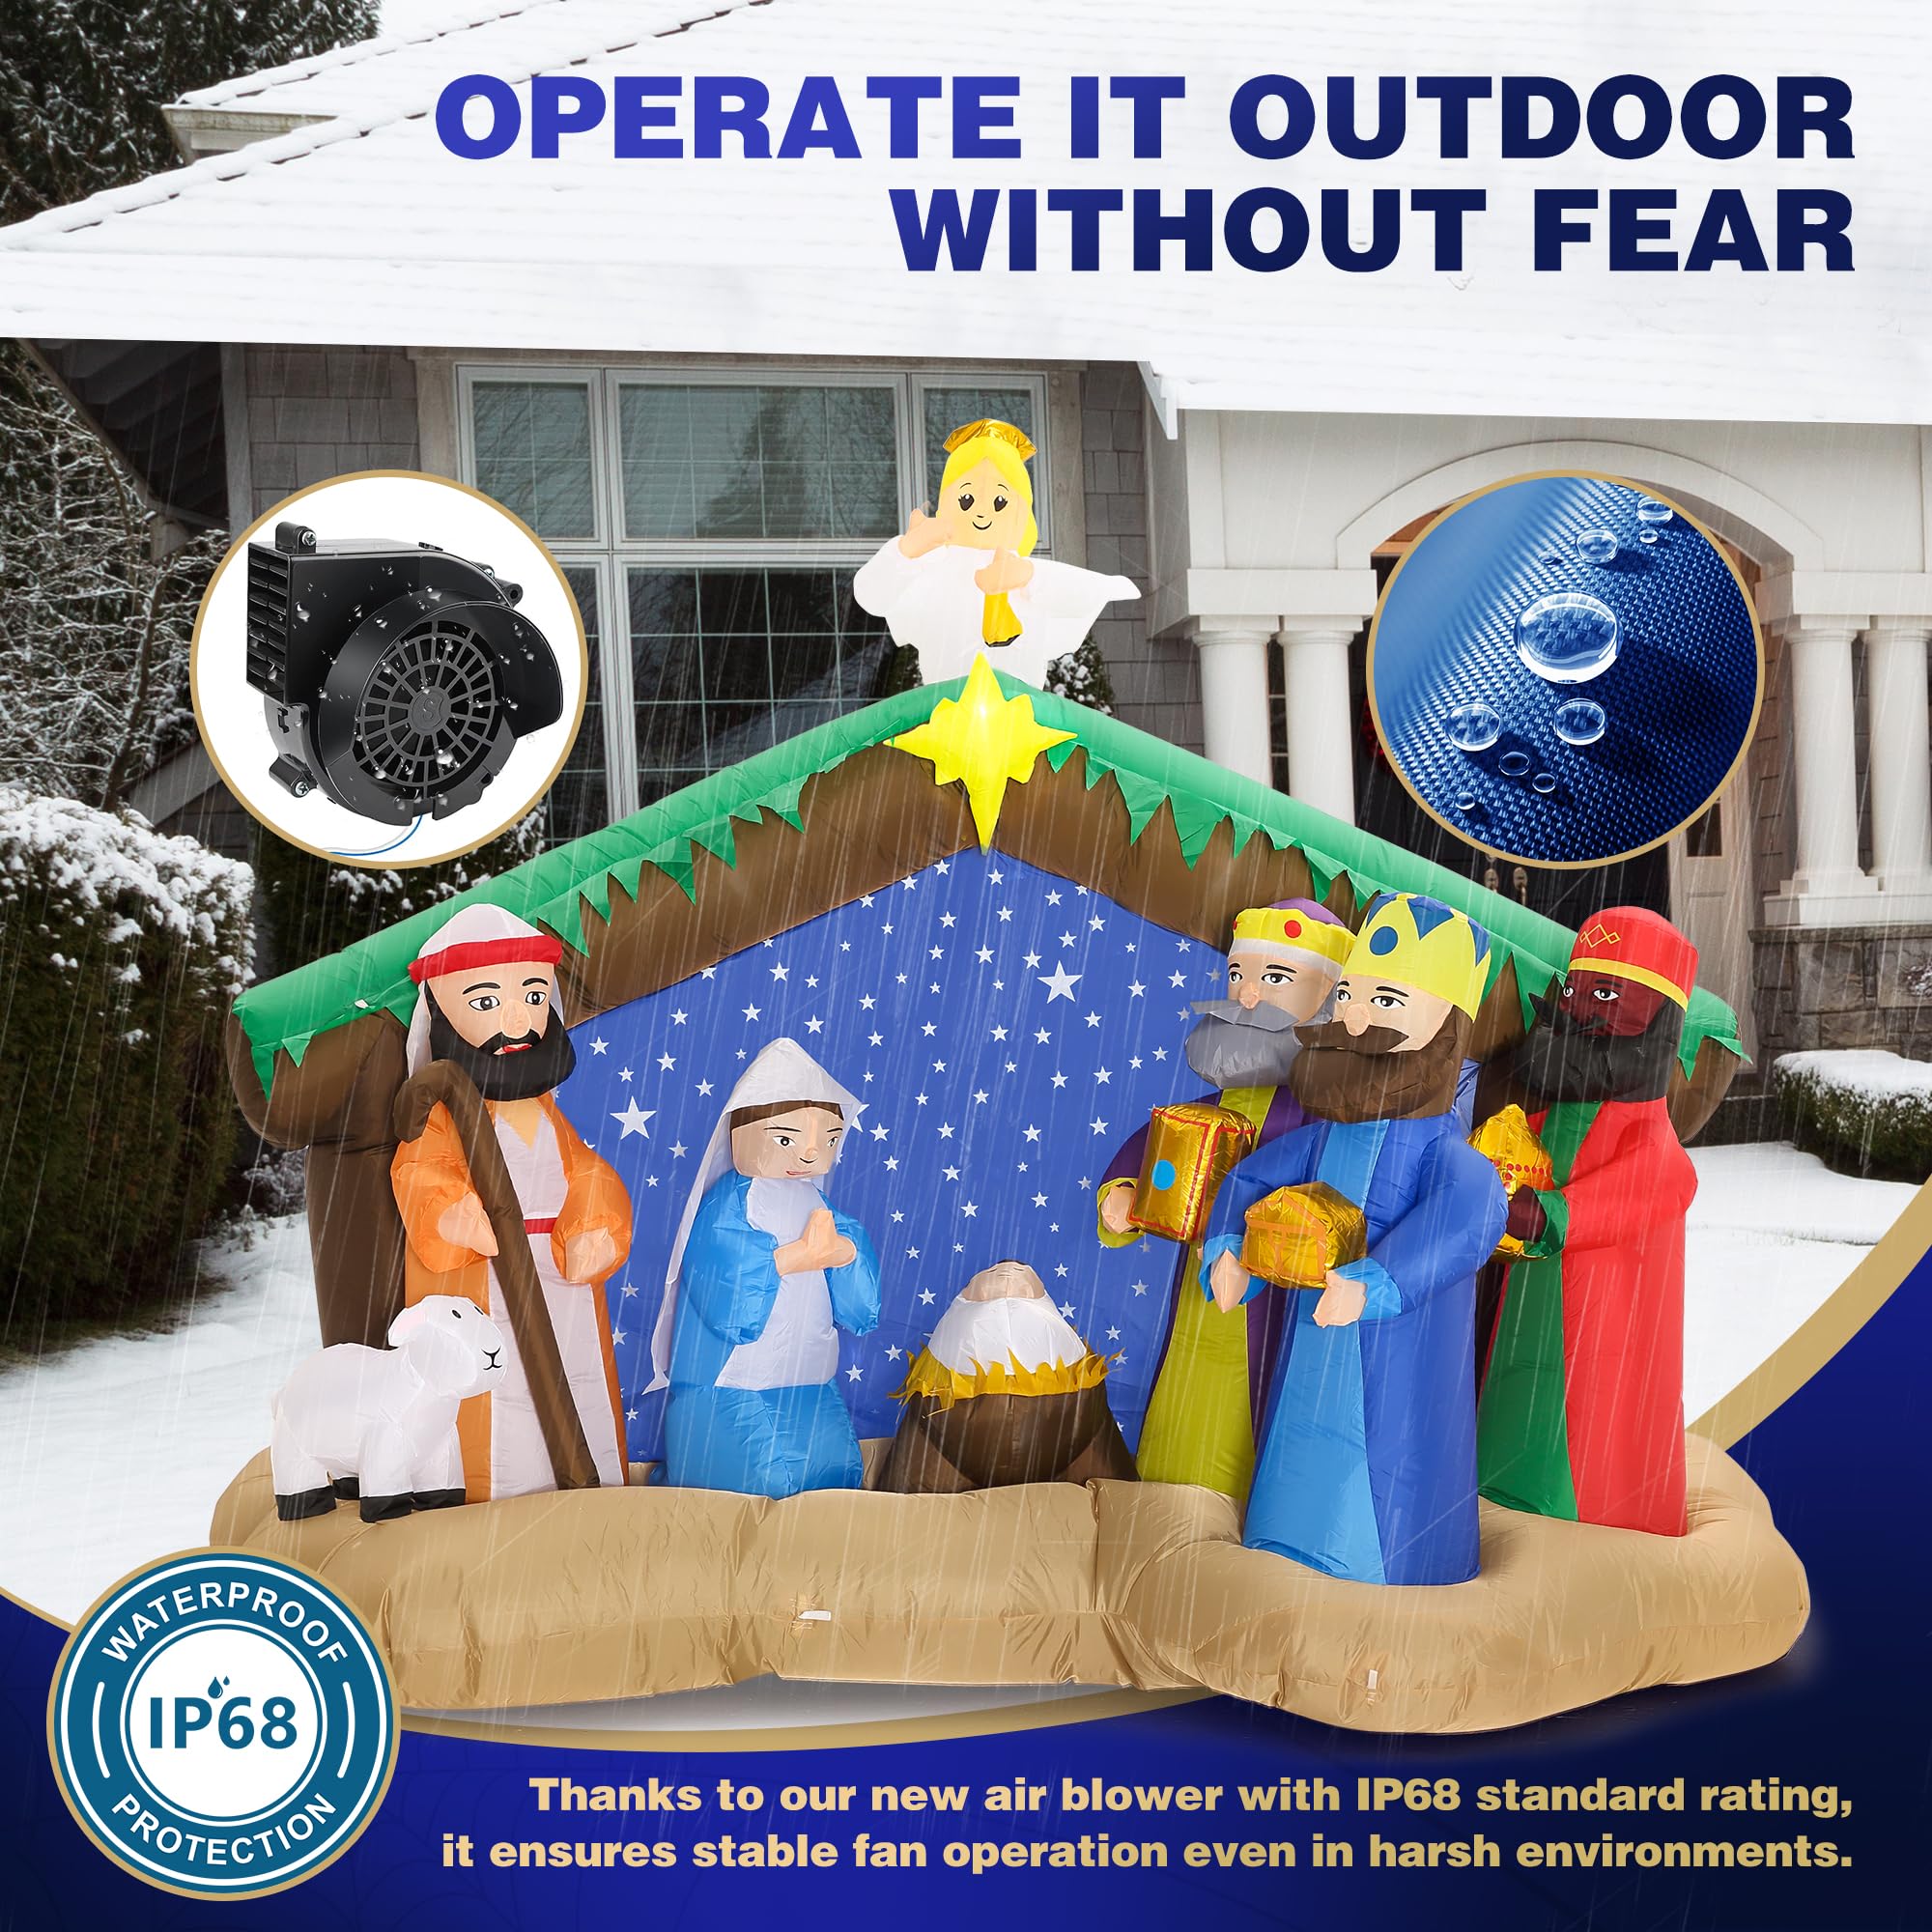 OPERATE IT OUTDOOR
WITHOUT FEAR
WATERPROOF
IP68
PROTECTION
Thanks to our new air blower with IP68 standard rating,
it ensures stable fan operation even in harsh environments.